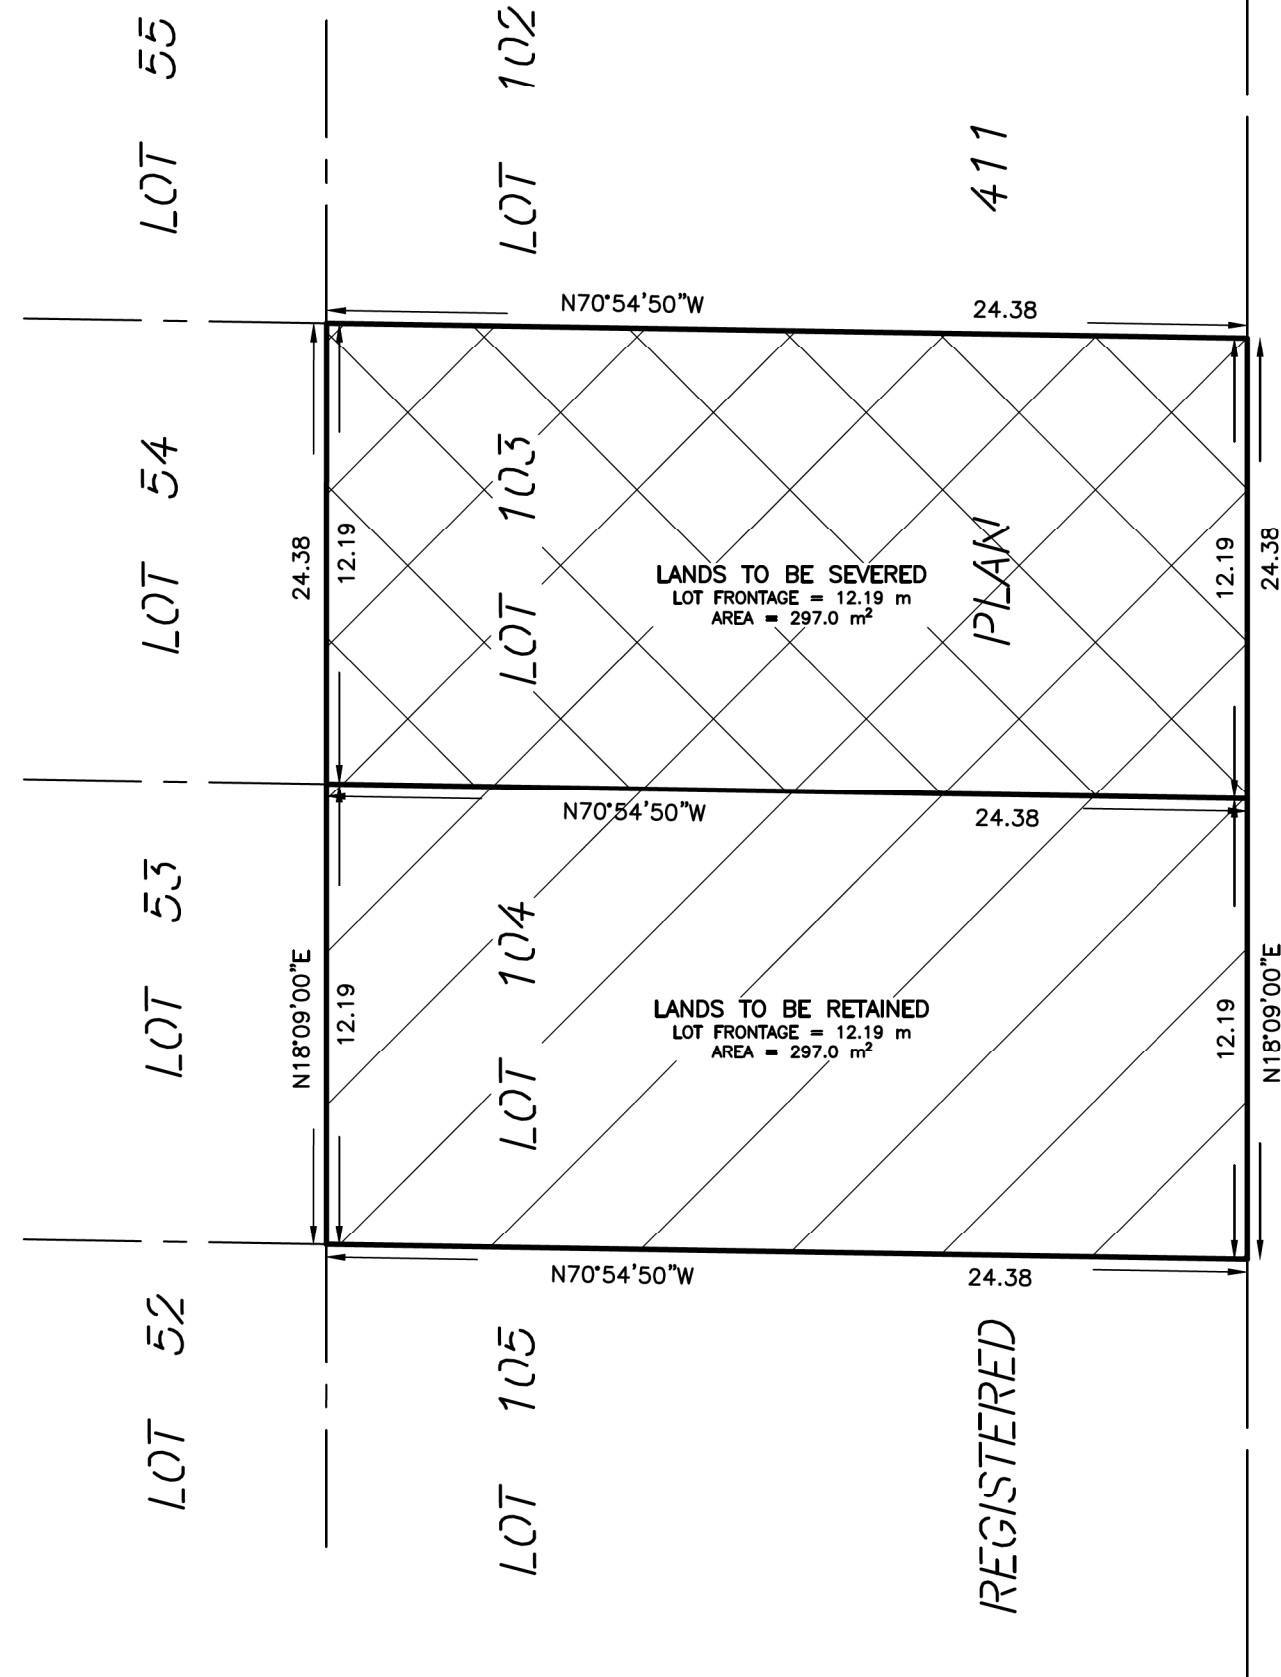 LOT 55
LOT 102
411
N70°54'50"W 24.38
LOT 54
24.38
12.19
LOT 103
LANDS TO BE SEVERED
LOT FRONTAGE = 12.19 m
AREA = 297.0 m²
PLAN
12.19
24.38
N70°54'50"W 24.38
LOT 53
N18°09'00"E
12.19
LOT 104
LANDS TO BE RETAINED
LOT FRONTAGE = 12.19 m
AREA = 297.0 m²
12.19
N18°09'00"E
N70°54'50"W 24.38
LOT 52
LOT 105
REGISTERED